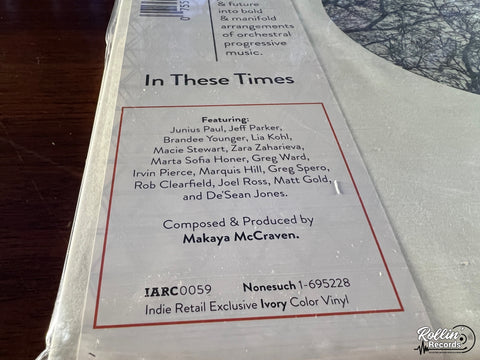 & future
into bold
& manifold
arrangements
of orchestral
progressive
music.
In These Times
Featuring:
Junius Paul, Jeff Parker,
Brandee Younger, Lia Kohl,
Macie Stewart, Zara Zaharieva,
Marta Sofia Honer, Greg Ward,
Irvin Pierce, Marquis Hill, Greg Spero,
Rob Clearfield, Joel Ross, Matt Gold,
and De'Sean Jones.
Composed & Produced by
Makaya McCraven.
IARC0059 Nonesuch 1-695228
Indie Retail Exclusive Ivory Color Vinyl
Rollin'
Records